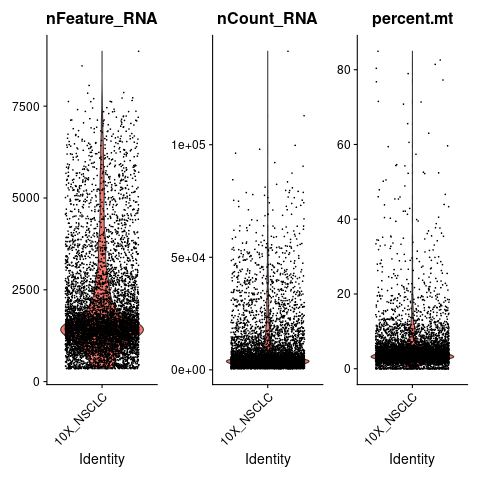 nFeature_RNA
nCount_RNA
percent.mt
7500
5000
2500
0
10X_NSCLC
Identity
1e+05
5e+04
0e+00
10X_NSCLC
Identity
80
60
40
20
0
10X_NSCLC
Identity